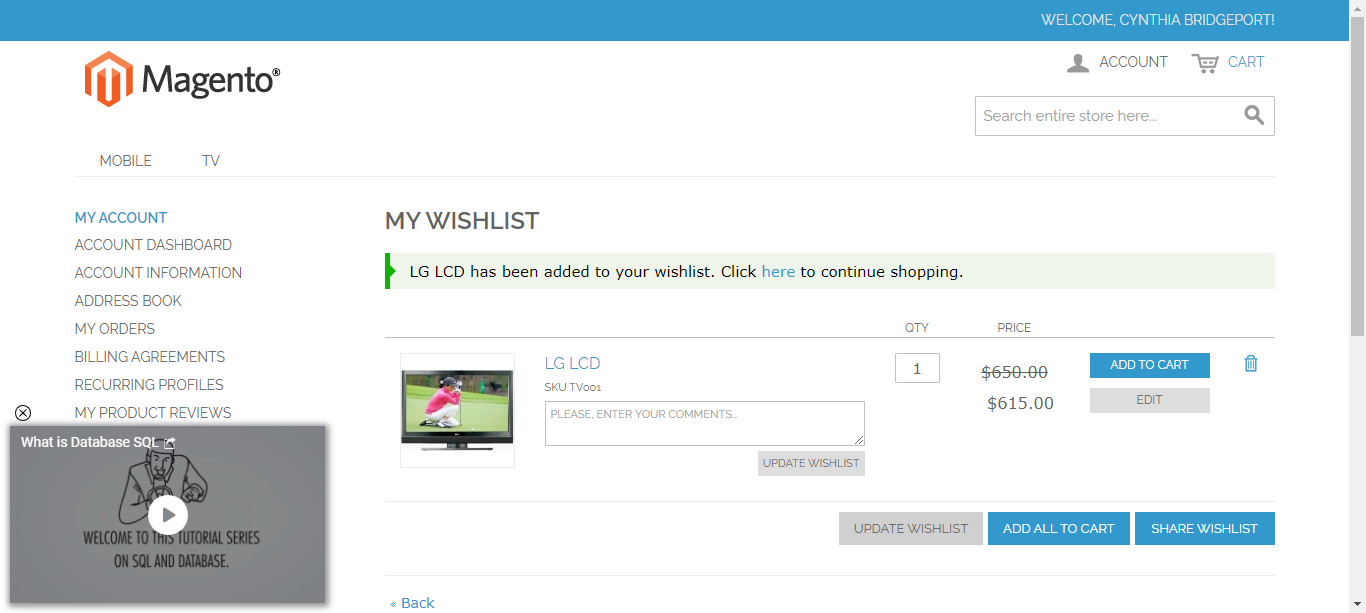 WELCOME, CYNTHIA BRIDGEPORT!
Magento®
ACCOUNT
CART
Search entire store here...
MOBILE
TV
MY ACCOUNT
ACCOUNT DASHBOARD
ACCOUNT INFORMATION
ADDRESS BOOK
MY ORDERS
BILLING AGREEMENTS
RECURRING PROFILES
MY PRODUCT REVIEWS
What is Database SQL
WELCOME TO THIS TUTORIAL SERIES
ON SQL AND DATABASE.
MY WISHLIST
LG LCD has been added to your wishlist. Click here to continue shopping.
QTY
PRICE
LG LCD
SKU TV001
PLEASE, ENTER YOUR COMMENTS...
UPDATE WISHLIST
1
$650.00
$615.00
ADD TO CART
EDIT
UPDATE WISHLIST
ADD ALL TO CART
SHARE WISHLIST
« Back